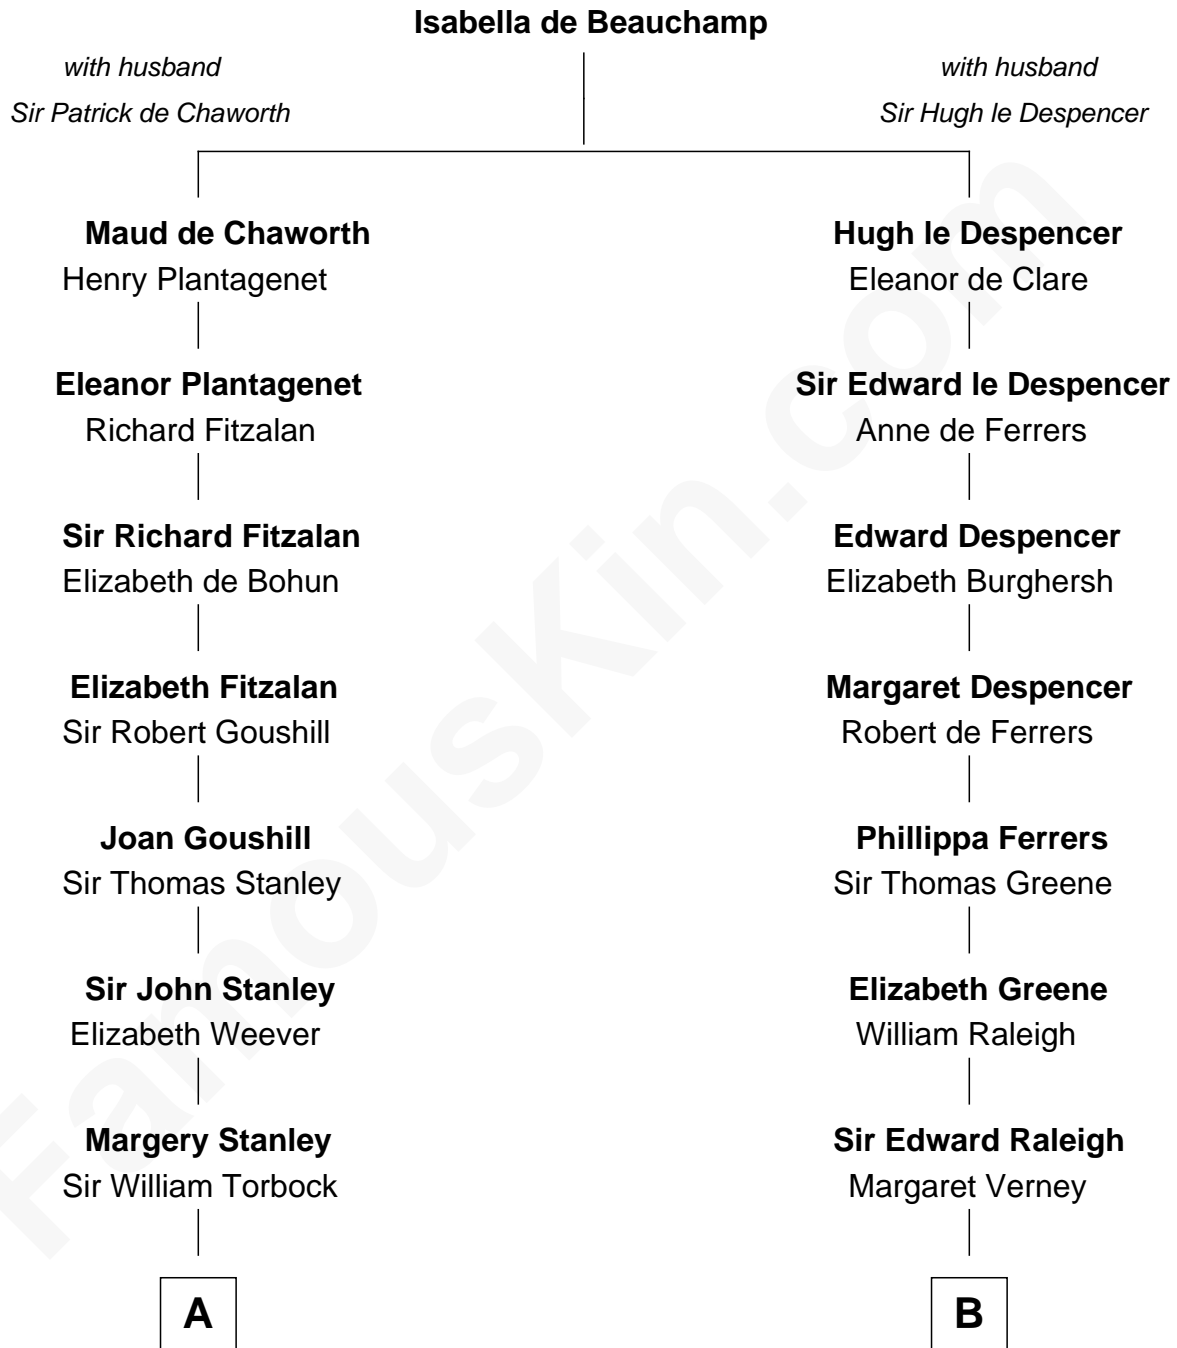 Isabella de Beauchamp
with husband
Sir Patrick de Chaworth
with husband
Sir Hugh le Despencer
Maud de Chaworth
Henry Plantagenet
Hugh le Despencer
Eleanor de Clare
Eleanor Plantagenet
Richard Fitzalan
Sir Edward le Despencer
Anne de Ferrers
Sir Richard Fitzalan
Elizabeth de Bohun
Edward Despencer
Elizabeth Burghersh
Elizabeth Fitzalan
Sir Robert Goushill
Margaret Despencer
Robert de Ferrers
Joan Goushill
Sir Thomas Stanley
Phillippa Ferrers
Sir Thomas Greene
Sir John Stanley
Elizabeth Weever
Elizabeth Greene
William Raleigh
Margery Stanley
Sir William Torbock
Sir Edward Raleigh
Margaret Verney
A
B
FamousKin.com